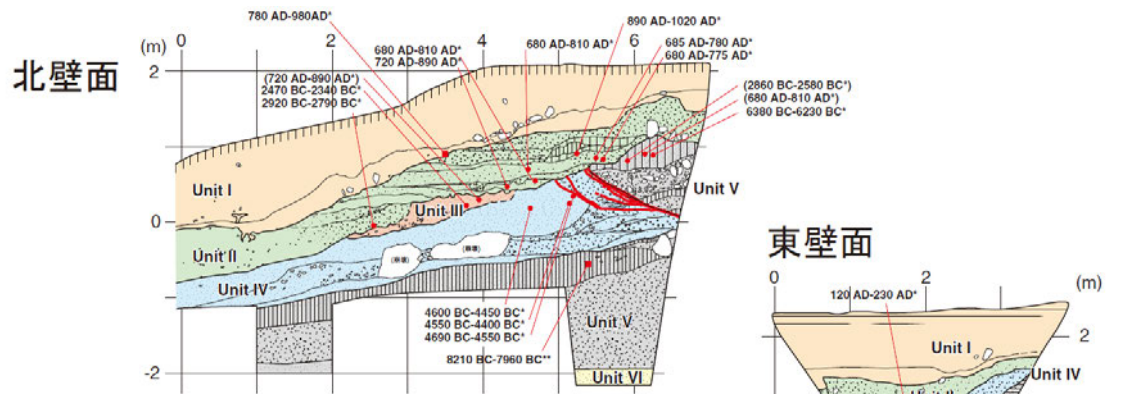 北壁面
(m)
0
2
4
6
2
0
-2
780 AD-980AD*
680 AD-810 AD*
720 AD-890 AD*
680 AD-810 AD*
890 AD-1020 AD*
685 AD-780 AD*
680 AD-775 AD*
(720 AD-890 AD*)
2470 BC-2340 BC*
2920 BC-2790 BC*
(2860 BC-2580 BC*)
(680 AD-810 AD*)
6380 BC-6230 BC*
Unit I
Unit II
Unit III
Unit IV
Unit V
Unit V
Unit VI
4600 BC-4450 BC*
4550 BC-4400 BC*
4690 BC-4550 BC*
8210 BC-7960 BC**
東壁面
0
2
(m)
2
120 AD-230 AD*
Unit I
Unit IV